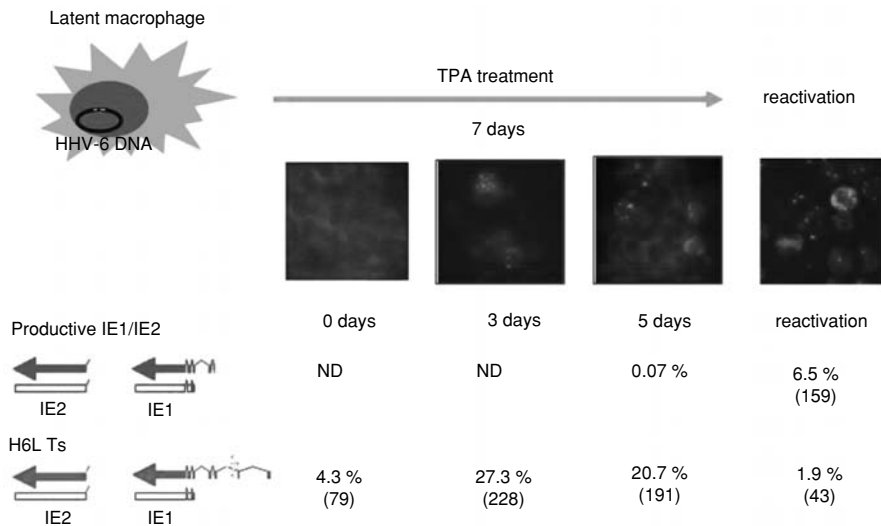 Latent macrophage
TPA treatment
reactivation
7 days
HHV-6 DNA
Productive IE1/IE2
0 days
3 days
5 days
reactivation
ND
ND
0.07 %
6.5 %
(159)
IE2
IE1
H6L Ts
4.3 %
(79)
27.3 %
(228)
20.7 %
(191)
1.9 %
(43)
IE2
IE1